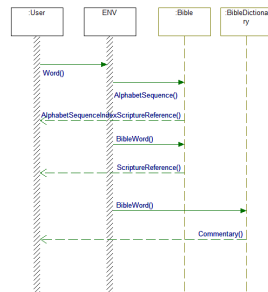 :User
ENV
:Bible
:BibleDictiona
ry
Word()
AlphabetSequence()
AlphabetSequenceIndexScriptureReference()
BibleWord()
ScriptureReference()
BibleWord()
Commentary()